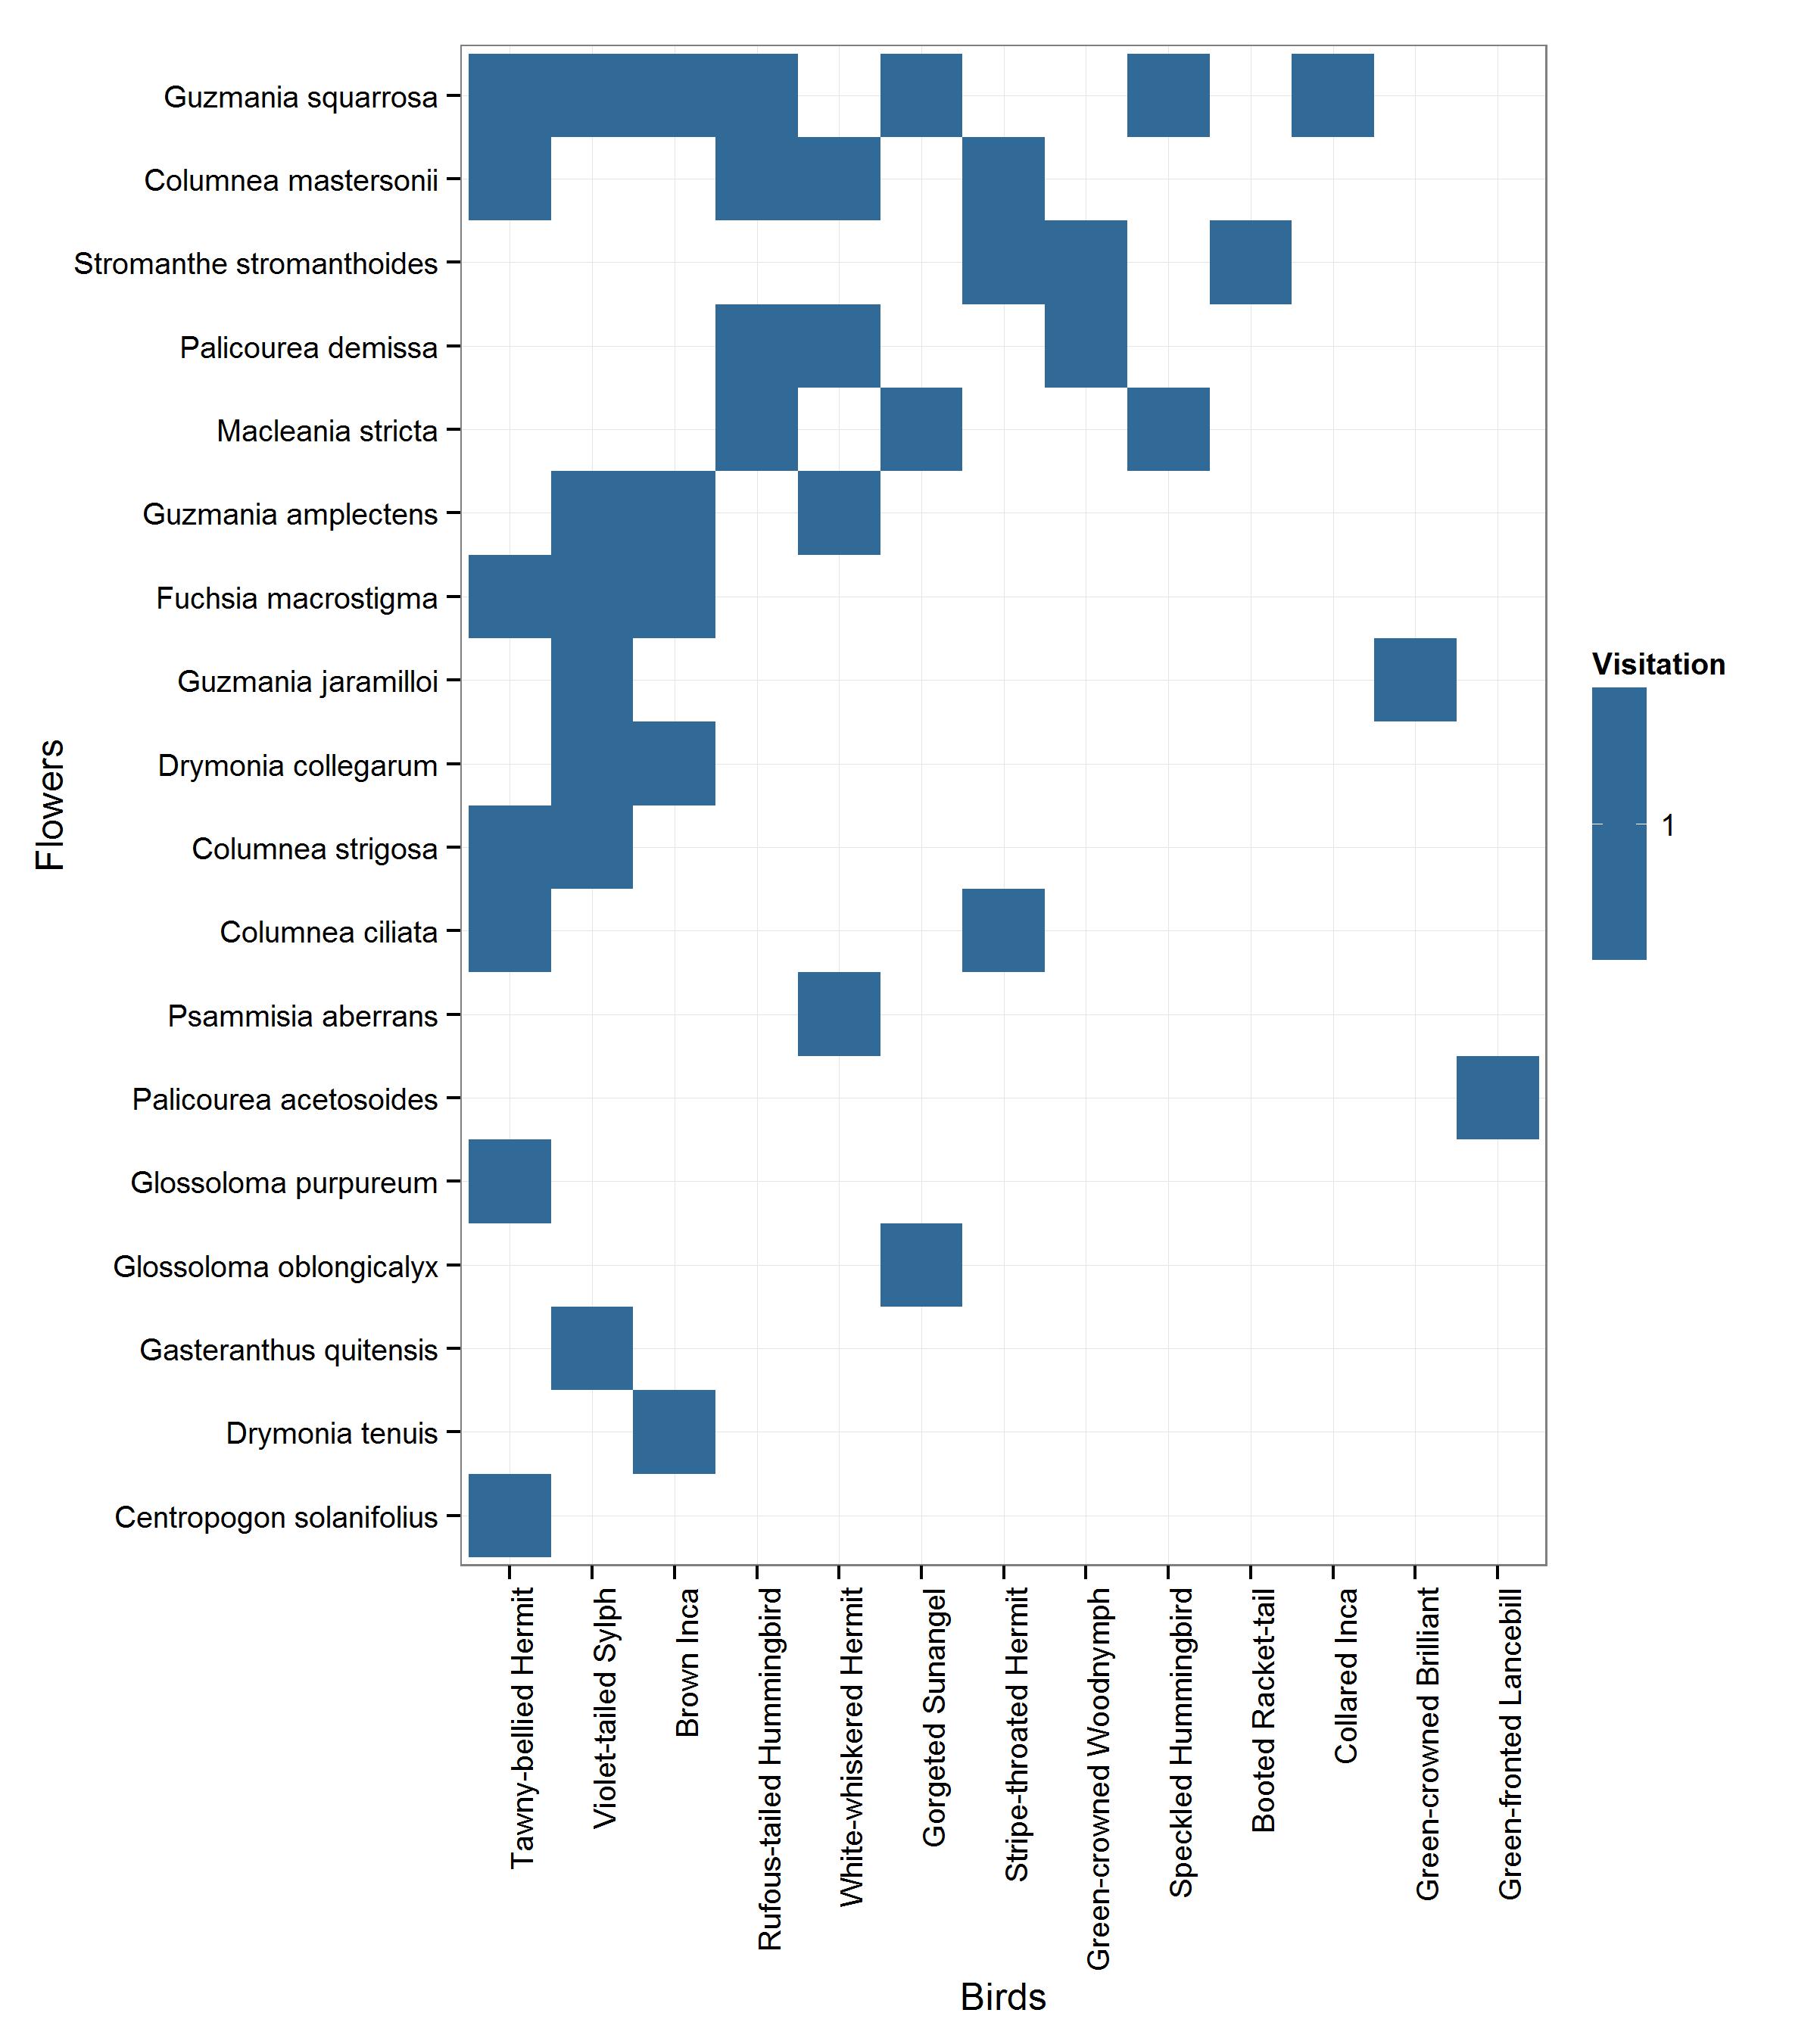 Guzmania squarrosa
Columnea mastersonii
Stromanthe stromanthoides
Palicourea demissa
Macleania stricta
Guzmania amplectens
Fuchsia macrostigma
Guzmania jaramilloi
Drymonia collegarum
Columnea strigosa
Columnea ciliata
Psammisia aberrans
Palicourea acetosoides
Glossoloma purpureum
Glossoloma oblongicalyx
Gasteranthus quitensis
Drymonia tenuis
Centropogon solanifolius
Flowers
Tawny-bellied Hermit
Violet-tailed Sylph
Brown Inca
Rufous-tailed Hummingbird
White-whiskered Hermit
Gorgeted Sunangel
Stripe-throated Hermit
Green-crowned Woodnymph
Speckled Hummingbird
Booted Racket-tail
Collared Inca
Green-crowned Brilliant
Green-fronted Lancebill
Birds
Visitation
1